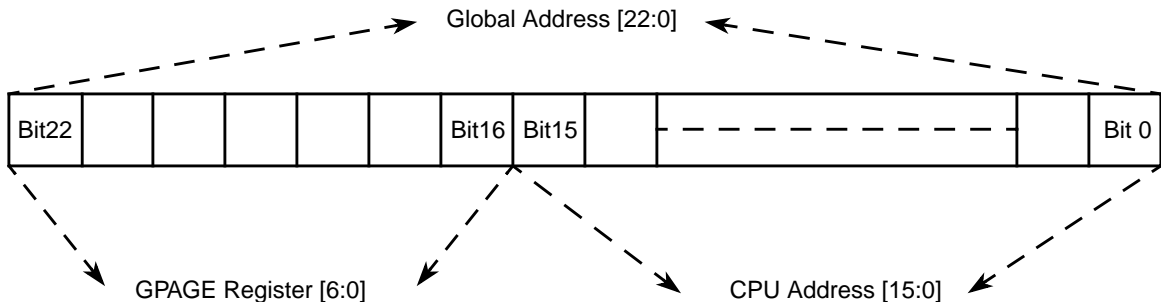 Global Address [22:0]
Bit22 Bit16 Bit15 Bit 0
GPAGE Register [6:0] CPU Address [15:0]